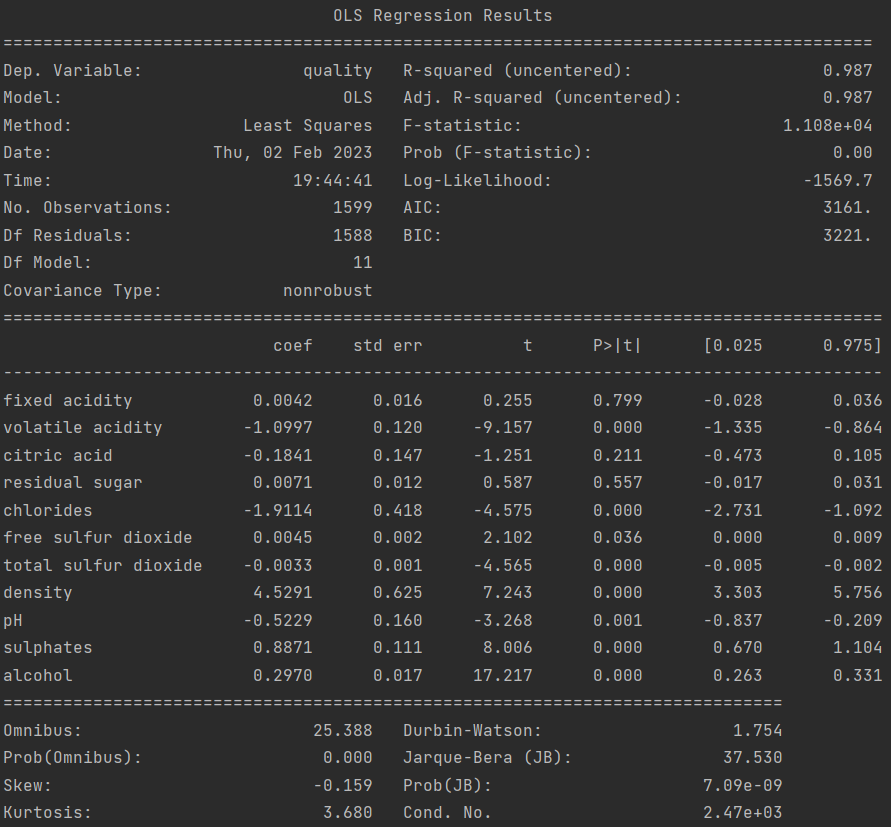 OLS Regression Results
=======================================================================================
Dep. Variable: quality R-squared (uncentered): 0.987
Model: OLS Adj. R-squared (uncentered): 0.987
Method: Least Squares F-statistic: 1.108e+04
Date: Thu, 02 Feb 2023 Prob (F-statistic): 0.00
Time: 19:44:41 Log-Likelihood: -1569.7
No. Observations: 1599 AIC: 3161.
Df Residuals: 1588 BIC: 3221.
Df Model: 11
Covariance Type: nonrobust
========================================================================================
coef std err t P>|t| [0.025 0.975]
----------------------------------------------------------------------------------------
fixed acidity 0.0042 0.016 0.255 0.799 -0.028 0.036
volatile acidity -1.0997 0.120 -9.157 0.000 -1.335 -0.864
citric acid -0.1841 0.147 -1.251 0.211 -0.473 0.105
residual sugar 0.0071 0.012 0.587 0.557 -0.017 0.031
chlorides -1.9114 0.418 -4.575 0.000 -2.731 -1.092
free sulfur dioxide 0.0045 0.002 2.102 0.036 0.000 0.009
total sulfur dioxide -0.0033 0.001 -4.565 0.000 -0.005 -0.002
density 4.5291 0.625 7.243 0.000 3.303 5.756
pH -0.5229 0.160 -3.268 0.001 -0.837 -0.209
sulphates 0.8871 0.111 8.006 0.000 0.670 1.104
alcohol 0.2970 0.017 17.217 0.000 0.263 0.331
==============================================================================
Omnibus: 25.388 Durbin-Watson: 1.754
Prob(Omnibus): 0.000 Jarque-Bera (JB): 37.530
Skew: -0.159 Prob(JB): 7.09e-09
Kurtosis: 3.680 Cond. No. 2.47e+03